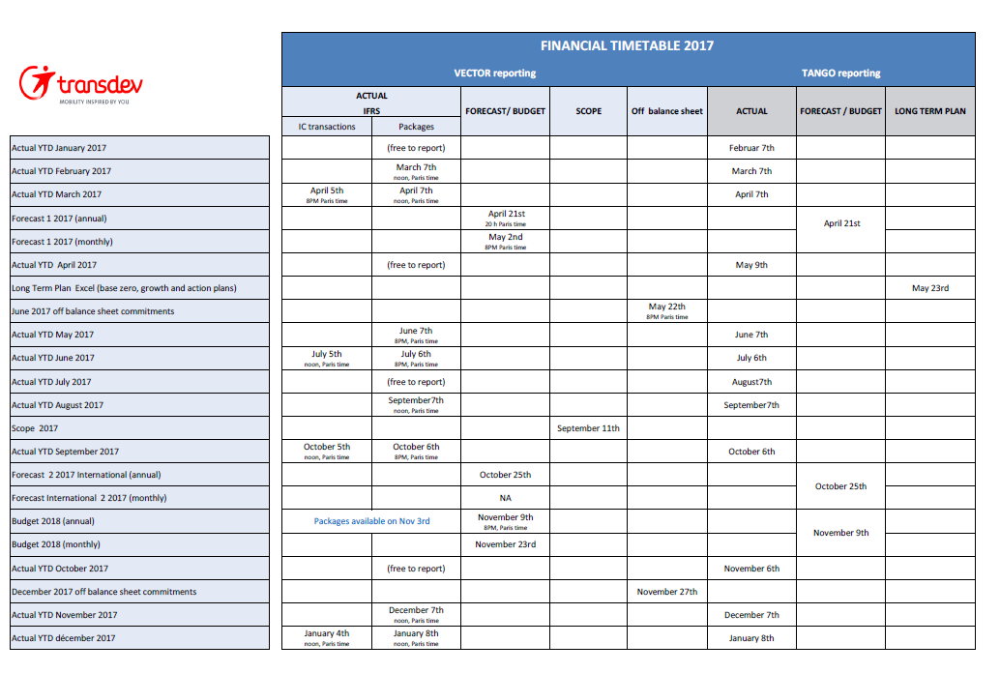 FINANCIAL TIMETABLE 2017
VECTOR reporting TANGO reporting
transdev
MOBILITY INSPIRED BY YOU
ACTUAL
IFRS
FORECAST/ BUDGET SCOPE Off balance sheet ACTUAL FORECAST / BUDGET LONG TERM PLAN
IC transactions Packages
Actual YTD January 2017 (free to report) Februar 7th
Actual YTD February 2017 March 7th March 7th
noon, Paris time
Actual YTD March 2017 April 5th April 7th April 7th
8PM Paris time noon, Paris time
Forecast 1 2017 (annual) April 21st
20 h Paris time
April 21st
Forecast 1 2017 (monthly) May 2nd
8PM Paris time
Actual YTD April 2017 (free to report) May 9th
Long Term Plan Excel (base zero, growth and action plans) May 23rd
June 2017 off balance sheet commitments May 22th
8PM Paris time
Actual YTD May 2017 June 7th June 7th
8PM, Paris time
Actual YTD June 2017 July 5th July 6th July 6th
noon, Paris time 8PM, Paris time
Actual YTD July 2017 (free to report) August7th
Actual YTD August 2017 September7th September7th
noon, Paris time
Scope 2017 September 11th
Actual YTD September 2017 October 5th October 6th October 6th
noon, Paris time 8PM, Paris time
Forecast 2 2017 International (annual) October 25th
October 25th
Forecast International 2 2017 (monthly) NA
Budget 2018 (annual) Packages available on Nov 3rd November 9th
8PM, Paris time
November 9th
Budget 2018 (monthly) November 23rd
Actual YTD October 2017 (free to report) November 6th
December 2017 off balance sheet commitments November 27th
Actual YTD November 2017 December 7th December 7th
noon, Paris time
Actual YTD décember 2017 January 4th January 8th January 8th
noon, Paris time noon, Paris time